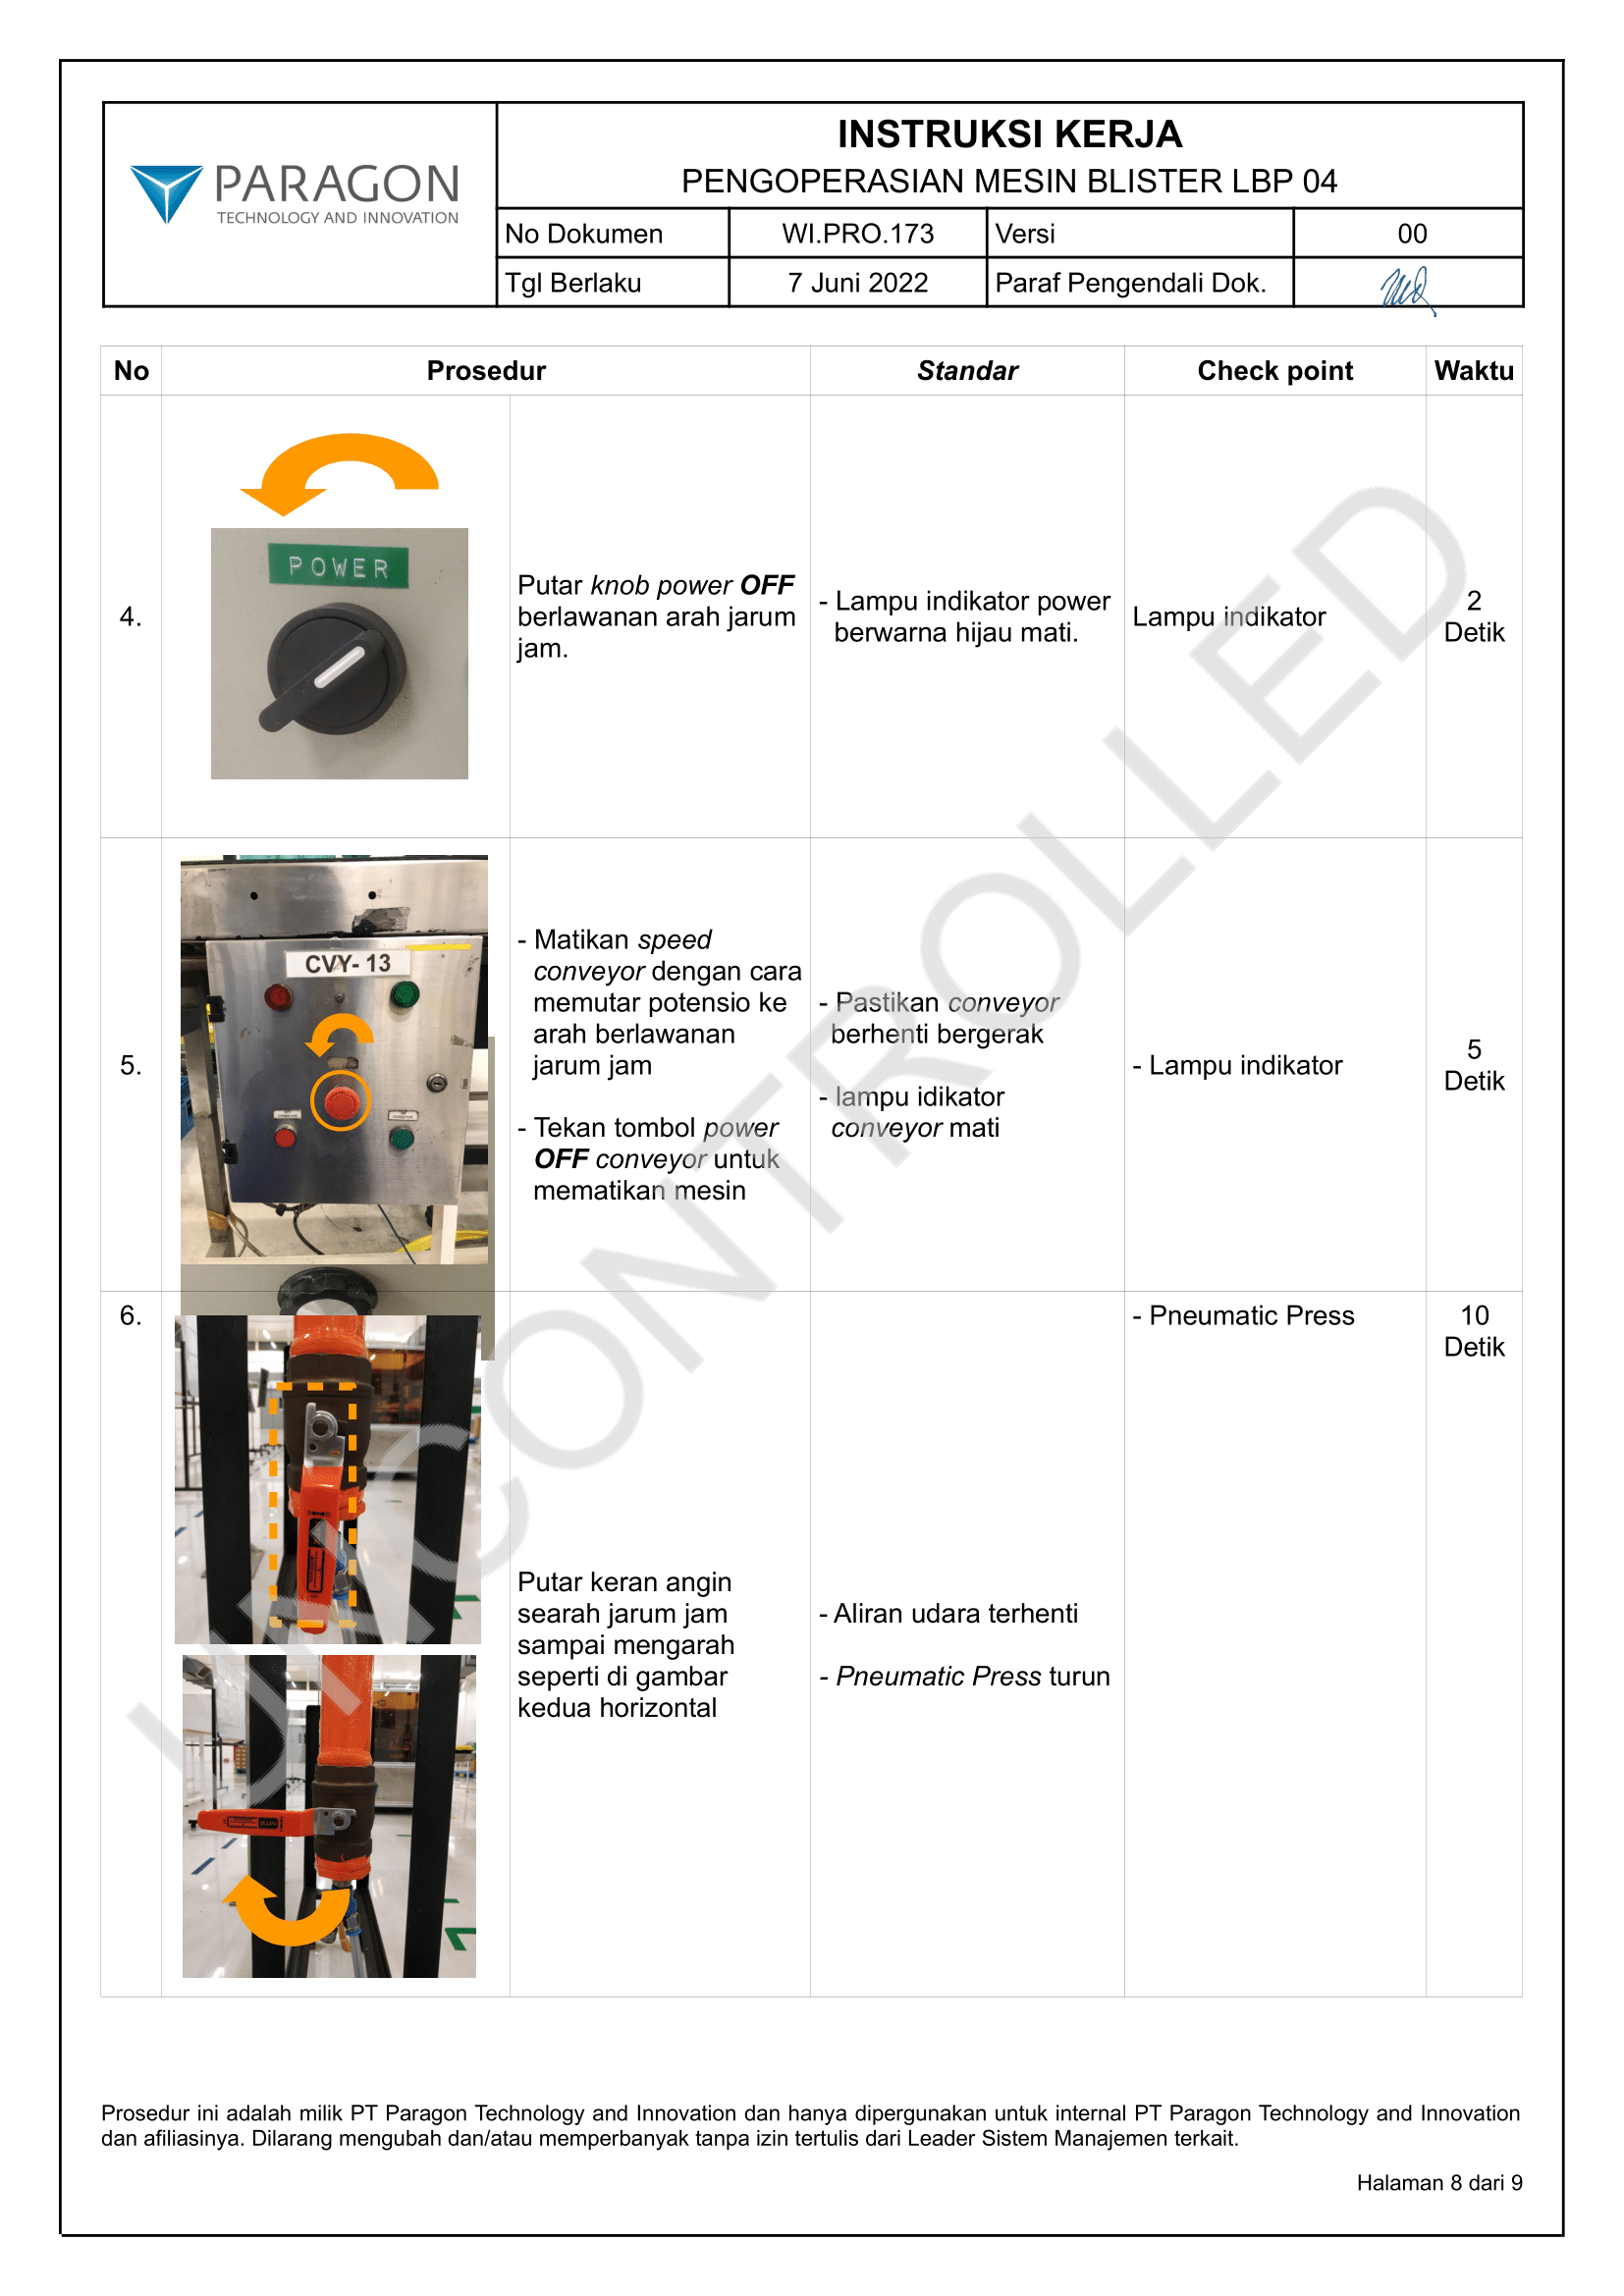 PARAGON
TECHNOLOGY AND INNOVATION
INSTRUKSI KERJA
PENGOPERASIAN MESIN BLISTER LBP 04
No Dokumen WI.PRO.173 Versi 00
Tgl Berlaku 7 Juni 2022 Paraf Pengendali Dok.
No Prosedur Standar Check point Waktu
4.
POWER
Putar knob power OFF
berlawanan arah jarum
jam.
- Lampu indikator power
berwarna hijau mati.
Lampu indikator
2
Detik
5.
CVY- 13
- Matikan speed
conveyor dengan cara
memutar potensio ke
arah berlawanan
jarum jam
- Tekan tombol power
OFF conveyor untuk
mematikan mesin
- Pastikan conveyor
berhenti bergerak
- lampu idikator
conveyor mati
- Lampu indikator
5
Detik
6.
Putar keran angin
searah jarum jam
sampai mengarah
seperti di gambar
kedua horizontal
- Aliran udara terhenti
- Pneumatic Press turun
- Pneumatic Press
10
Detik
UNCONTROLLED
Prosedur ini adalah milik PT Paragon Technology and Innovation dan hanya dipergunakan untuk internal PT Paragon Technology and Innovation
dan afiliasinya. Dilarang mengubah dan/atau memperbanyak tanpa izin tertulis dari Leader Sistem Manajemen terkait.
Halaman 8 dari 9